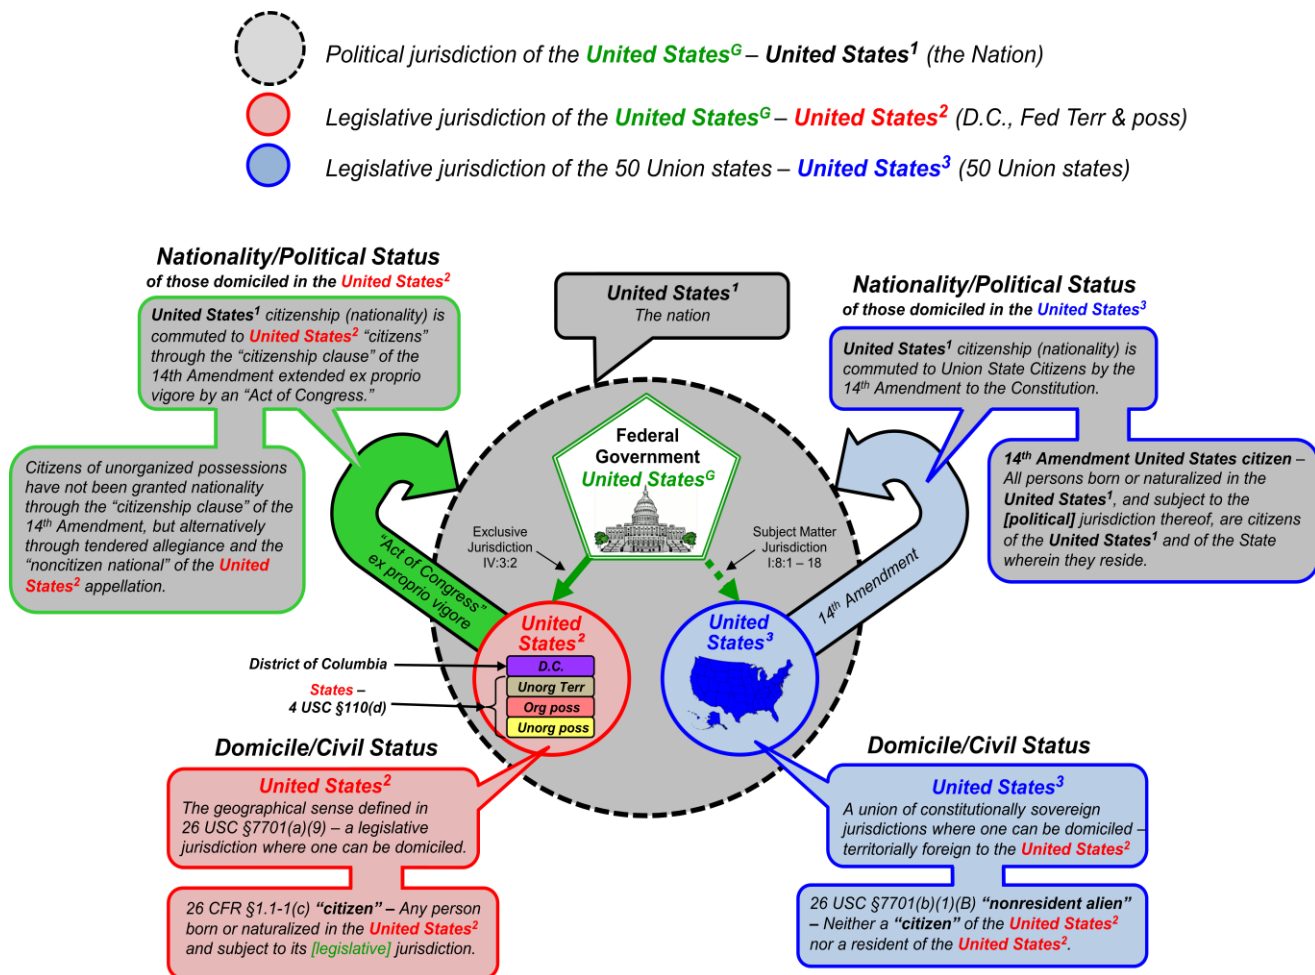 Political jurisdiction of the United Statesᴳ – United States¹ (the Nation)
Legislative jurisdiction of the United Statesᴳ – United States² (D.C., Fed Terr & poss)
Legislative jurisdiction of the 50 Union states – United States³ (50 Union states)
Nationality/Political Status
of those domiciled in the United States²
United States¹ citizenship (nationality) is
commuted to United States² “citizens”
through the “citizenship clause” of the
14th Amendment extended ex proprio
vigore by an “Act of Congress.”
Citizens of unorganized possessions
have not been granted nationality
through the “citizenship clause” of the
14th Amendment, but alternatively
through tendered allegiance and the
“noncitizen national” of the United
States² appellation.
United States¹
The nation
Nationality/Political Status
of those domiciled in the United States³
United States¹ citizenship (nationality) is
commuted to Union State Citizens by the
14th Amendment to the Constitution.
14th Amendment United States citizen –
All persons born or naturalized in the
United States¹, and subject to the
[political] jurisdiction thereof, are citizens
of the United States¹ and of the State
wherein they reside.
Federal
Government
United Statesᴳ
Exclusive
Jurisdiction
IV:3:2
Subject Matter
Jurisdiction
I:8:1 – 18
“Act of Congress”
ex proprio vigore
14th Amendment
United
States²
D.C.
Unorg Terr
Org poss
Unorg poss
United
States³
District of Columbia
States –
4 USC §110(d)
Domicile/Civil Status
United States²
The geographical sense defined in
26 USC §7701(a)(9) – a legislative
jurisdiction where one can be domiciled.
26 CFR §1.1-1(c) “citizen” – Any person
born or naturalized in the United States²
and subject to its [legislative] jurisdiction.
Domicile/Civil Status
United States³
A union of constitutionally sovereign
jurisdictions where one can be domiciled –
territorially foreign to the United States²
26 USC §7701(b)(1)(B) “nonresident alien”
– Neither a “citizen” of the United States²
nor a resident of the United States².